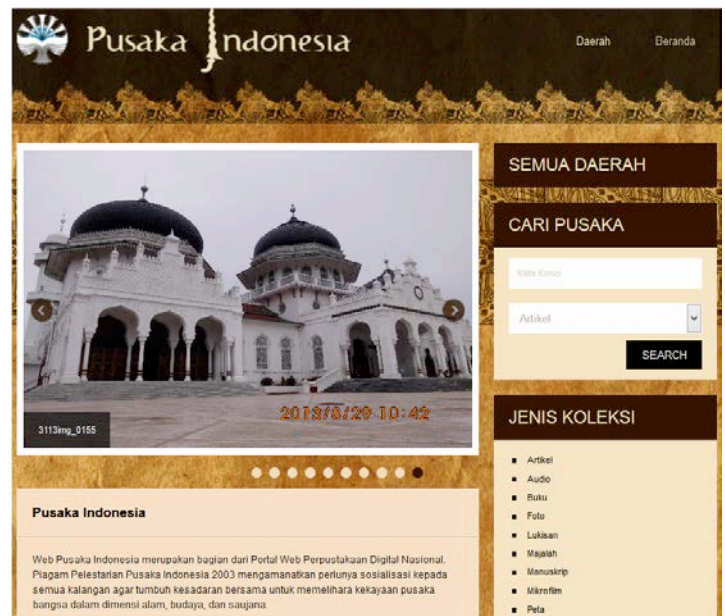 Pusaka Indonesia
Daerah
Beranda
SEMUA DAERAH
CARI PUSAKA
Kata Kunci
Artikel
SEARCH
2013/8/29 10:42
3113img_0155
JENIS KOLEKSI
Artikel
Audio
Buku
Foto
Lukisan
Majalah
Manuskrip
Mikrofilm
Peta
Pusaka Indonesia
Web Pusaka Indonesia merupakan bagian dari Portal Web Perpustakaan Digital Nasional.
Piagam Pelestarian Pusaka Indonesia 2003 mengamanatkan perlunya sosialisasi kepada
semua kalangan agar tumbuh kesadaran bersama untuk memelihara kekayaan pusaka
bangsa dalam dimensi alam, budaya, dan saujana.